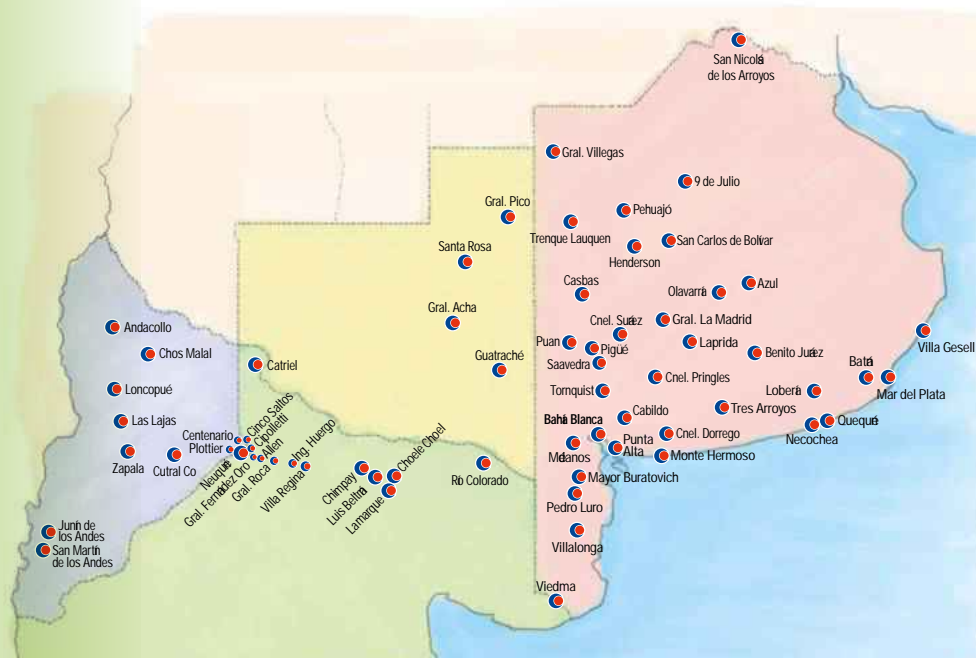 San Nicolás
de los Arroyos
Gral. Villegas
9 de Julio
Gral. Pico
Pehuajó
Trenque Lauquen
San Carlos de Bolívar
Santa Rosa
Henderson
Casbas
Olavarría
Azul
Gral. Acha
Cnel. Suárez
Gral. La Madrid
Andacollo
Villa Gesell
Puan
Pigüé
Laprida
Chos Malal
Benito Juárez
Guatraché
Saavedra
Catriel
Batán
Cnel. Pringles
Mar del Plata
Loncopué
Tornquist
Lobería
Tres Arroyos
Las Lajas
Cabildo
Quequén
Bahía Blanca
Necochea
Cinco Saltos
Centenario
Cipolletti
Plottier
Allen
Ing. Huergo
Choele Choel
Punta
Alta
Cnel. Dorrego
Zapala
Cutral Co
Neuquén
Gral. Fernández Oro
Gral. Roca
Villa Regina
Chimpay
Luis Beltrán
Lamarque
Río Colorado
Médanos
Monte Hermoso
Mayor Buratovich
Pedro Luro
Junín de
los Andes
San Martín
de los Andes
Villalonga
Viedma